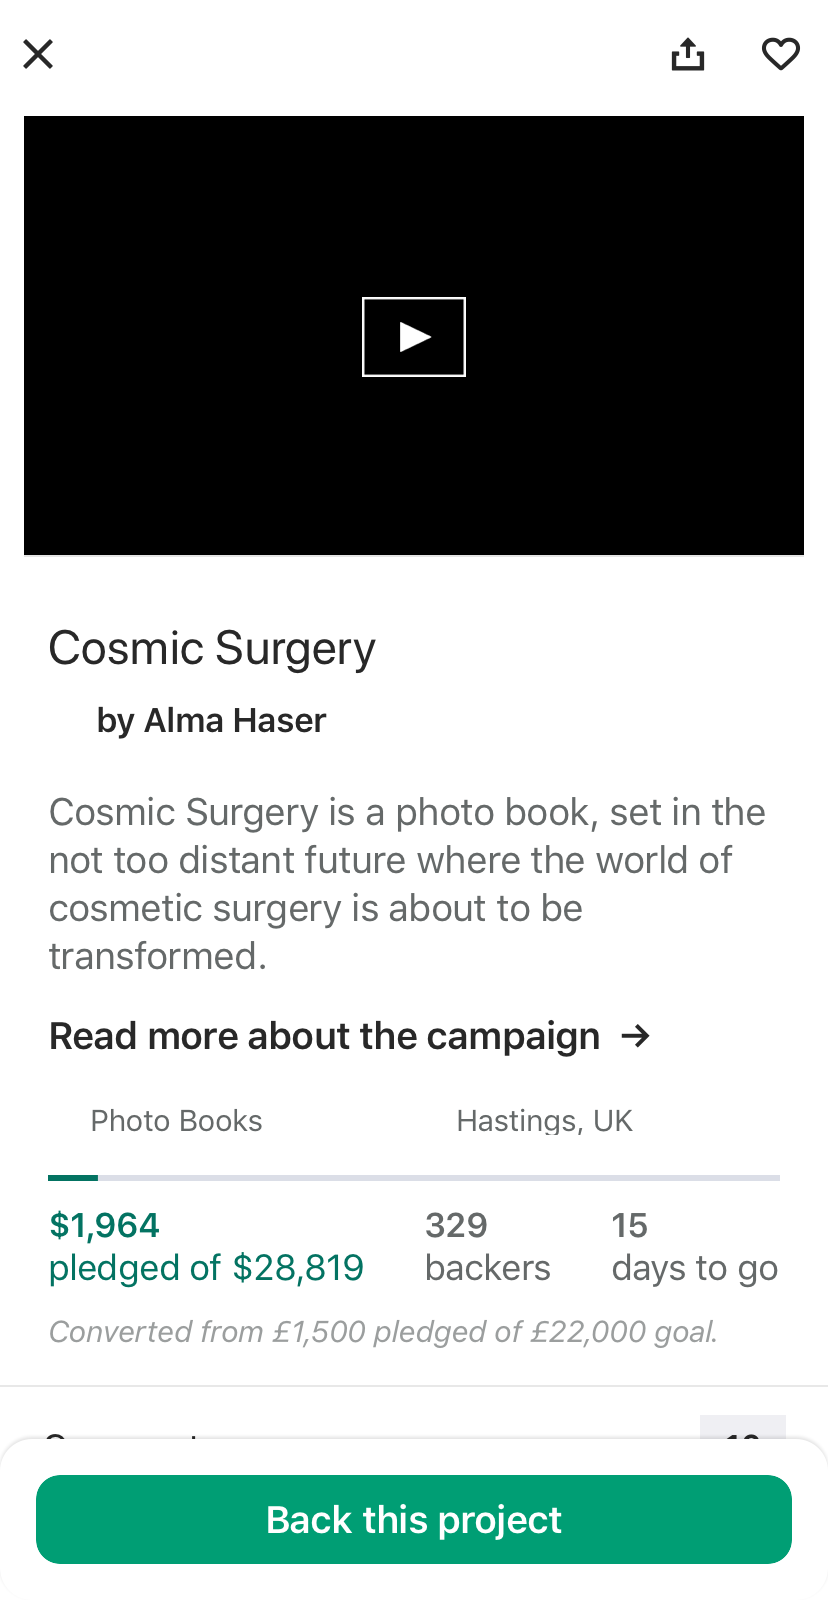 Cosmic Surgery
by Alma Haser
Cosmic Surgery is a photo book, set in the
not too distant future where the world of
cosmetic surgery is about to be
transformed.
Read more about the campaign →
Photo Books
Hastings, UK
$1,964
pledged of $28,819
329
backers
15
days to go
Converted from £1,500 pledged of £22,000 goal.
Back this project